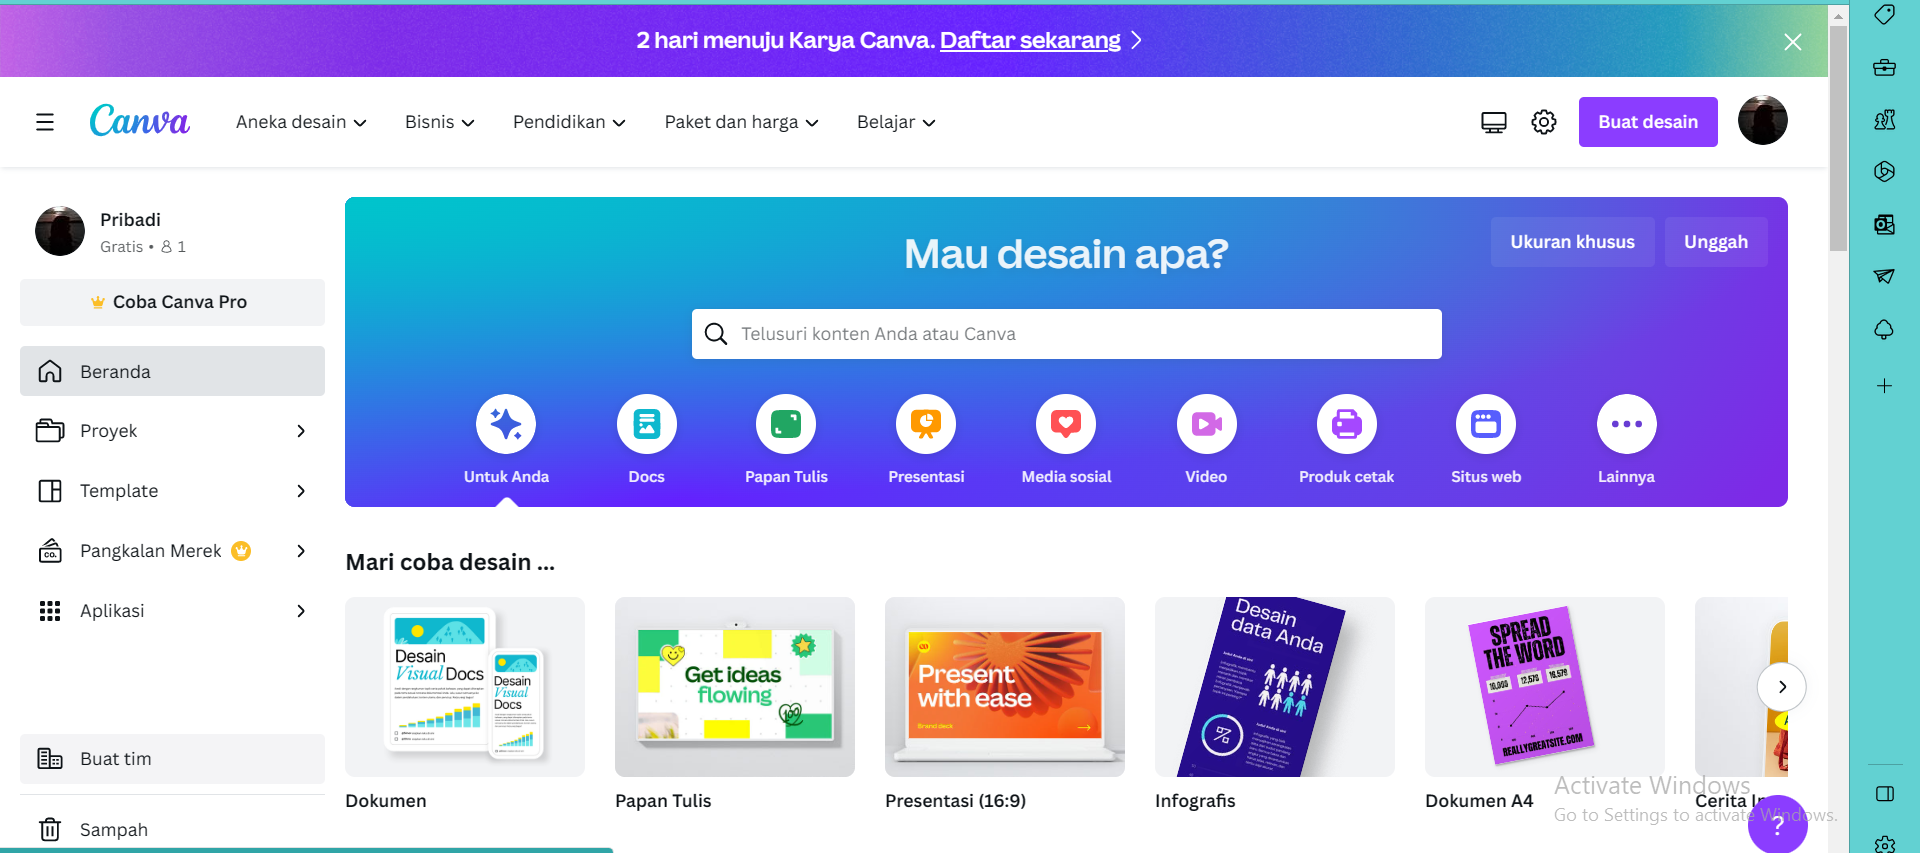 2 hari menuju Karya Canva. Daftar sekarang
Canva
Aneka desain
Bisnis
Pendidikan
Paket dan harga
Belajar
Buat desain
Pribadi
Gratis • 1
Coba Canva Pro
Beranda
Proyek
Template
Pangkalan Merek
Aplikasi
Buat tim
Sampah
Ukuran khusus
Unggah
Mau desain apa?
Telusuri konten Anda atau Canva
Untuk Anda
Docs
Papan Tulis
Presentasi
Media sosial
Video
Produk cetak
Situs web
Lainnya
Mari coba desain ...
Desain
Visual Docs
Desain
Visual
Docs
Get ideas
flowing
100
Present
with ease
Brand deck
Desain
data Anda
%
SPREAD
THE WORD
REALLYGREATSITE.COM
Dokumen
Papan Tulis
Presentasi (16:9)
Infografis
Dokumen A4
Cerita
Activate Windows
Go to Settings to activate Windows.
?